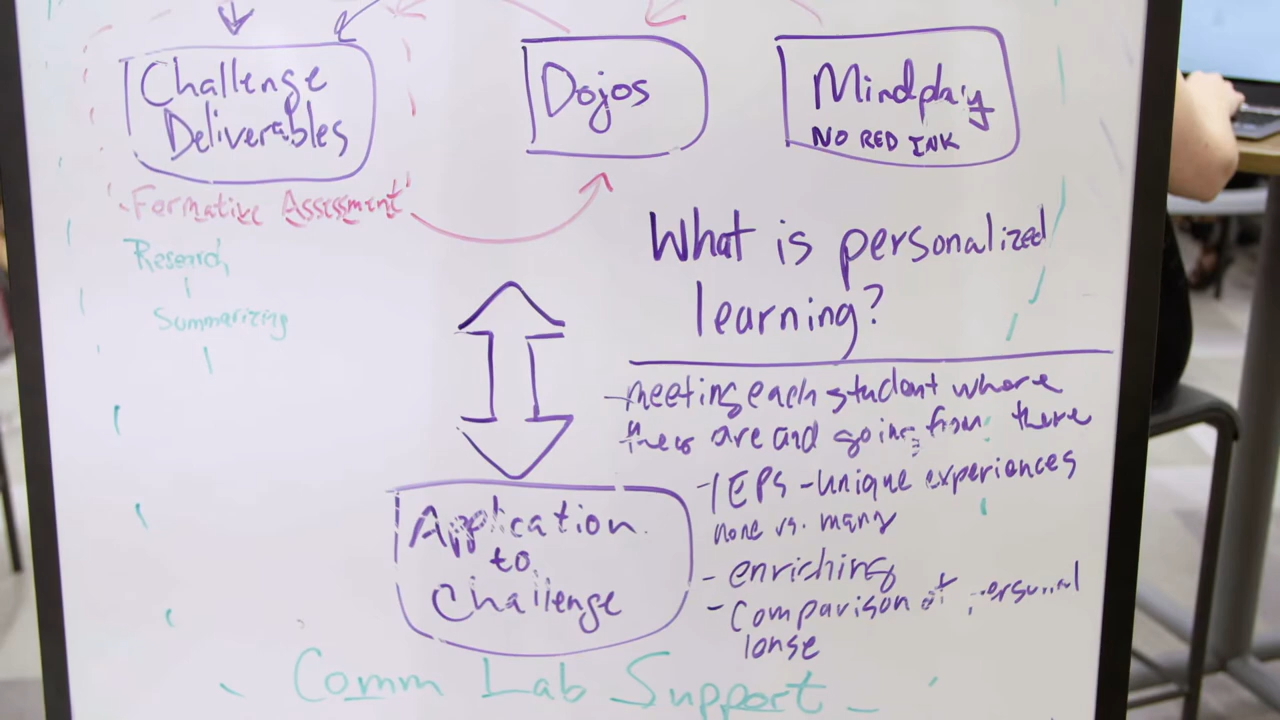 Challenge
Deliverables
Dojos
Mindplay
NO RED INK
Formative Assessment
Research
Summarizing
What is personalized
learning?
-meeting each student where
they are and going from there
-IEPS-unique experiences
none vs. many
- enriching
- Comparison of personal
Application
to
Challenge
Comm Lab Support